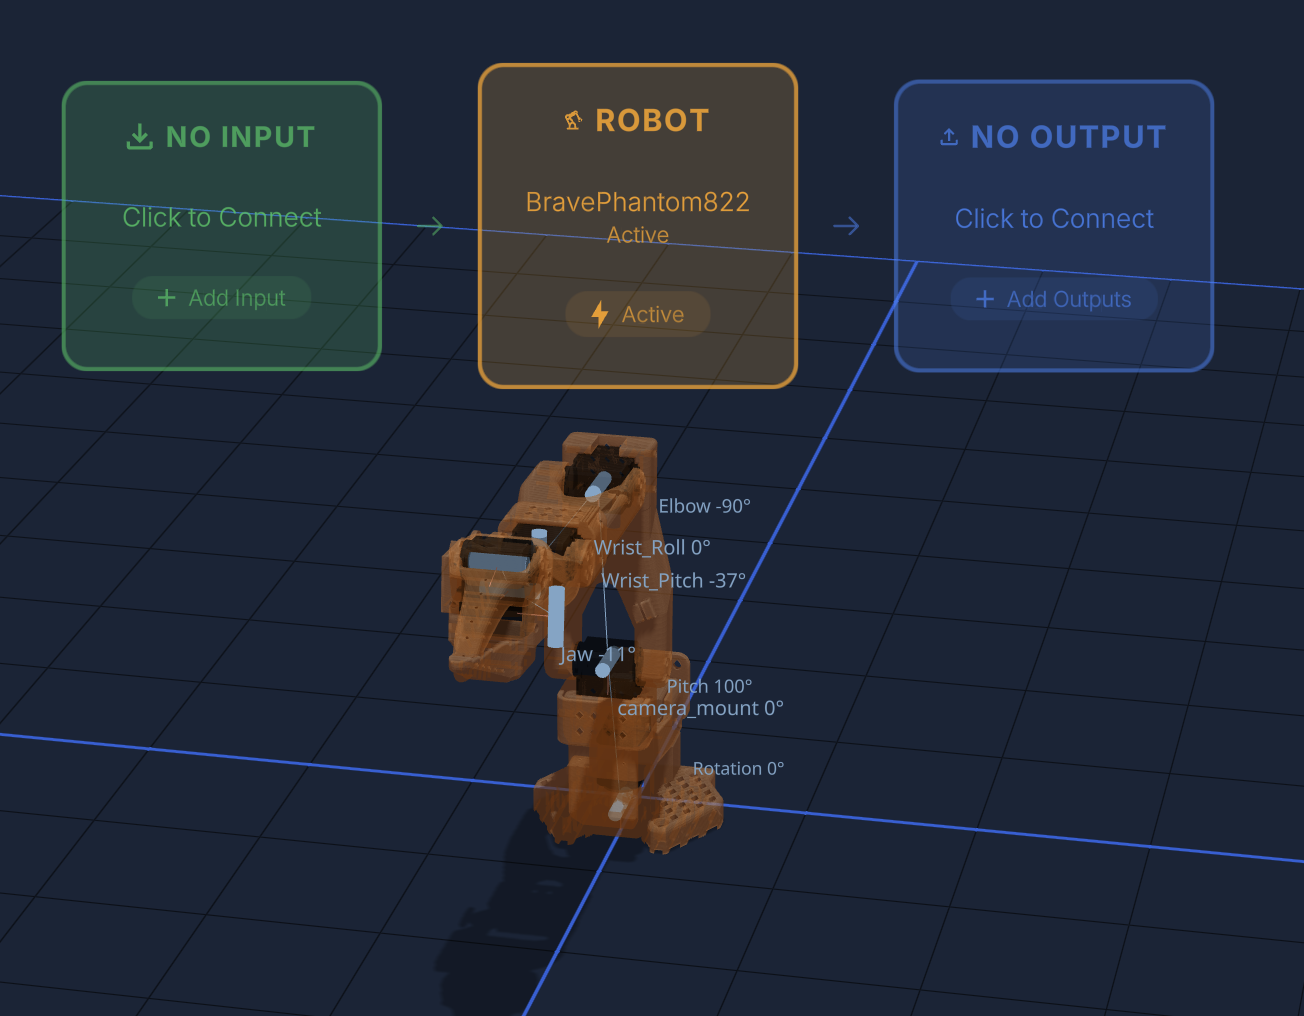 NO INPUT
Click to Connect
+ Add Input
ROBOT
BravePhantom822
Active
Active
NO OUTPUT
Click to Connect
+ Add Outputs
Elbow -90°
Wrist_Roll 0°
Wrist_Pitch -37°
Jaw -11°
Pitch 100°
camera_mount 0°
Rotation 0°